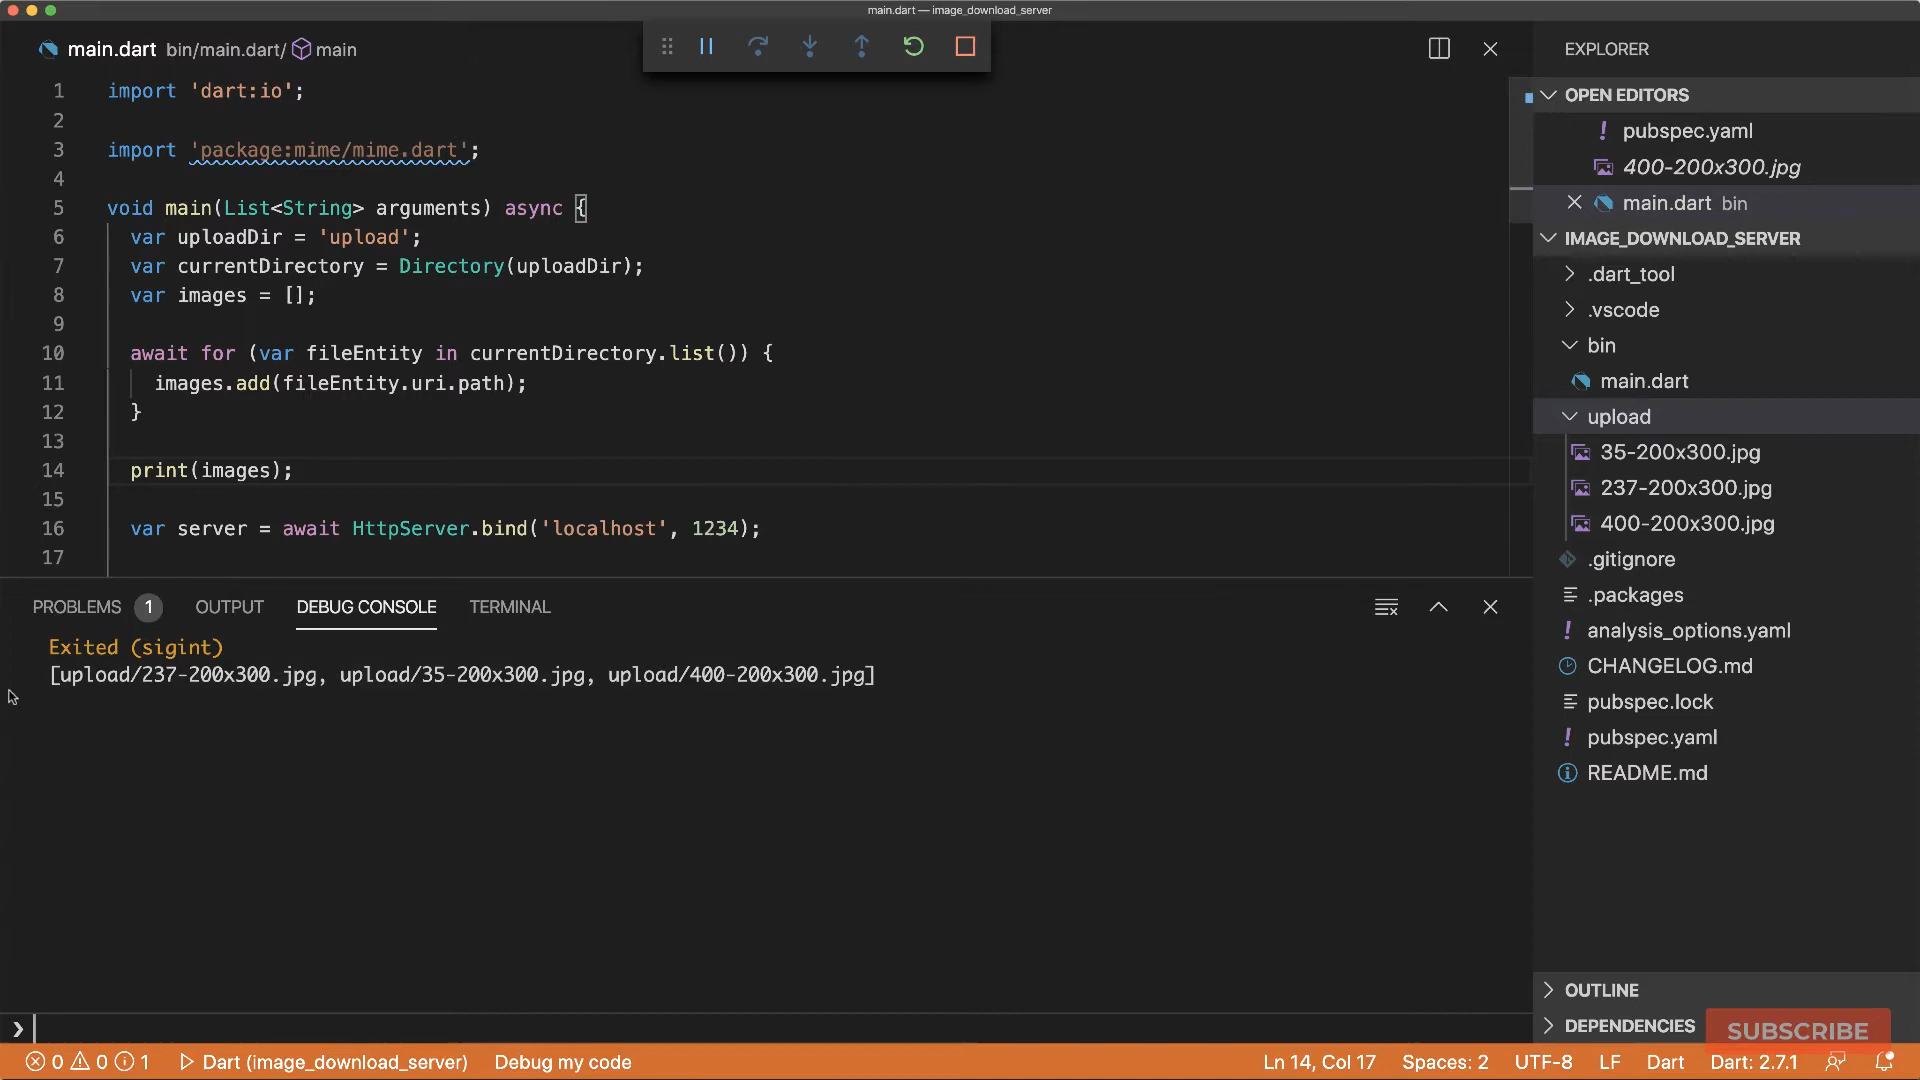 main.dart — image_download_server
main.dart bin/main.dart/ main
1 import 'dart:io';
2
3 import 'package:mime/mime.dart';
4
5 void main(List<String> arguments) async {
6 var uploadDir = 'upload';
7 var currentDirectory = Directory(uploadDir);
8 var images = [];
9
10 await for (var fileEntity in currentDirectory.list()) {
11 images.add(fileEntity.uri.path);
12 }
13
14 print(images);
15
16 var server = await HttpServer.bind('localhost', 1234);
17
PROBLEMS 1 OUTPUT DEBUG CONSOLE TERMINAL
Exited (sigint)
[upload/237-200x300.jpg, upload/35-200x300.jpg, upload/400-200x300.jpg]
EXPLORER
OPEN EDITORS
! pubspec.yaml
400-200x300.jpg
main.dart bin
IMAGE_DOWNLOAD_SERVER
.dart_tool
.vscode
bin
main.dart
upload
35-200x300.jpg
237-200x300.jpg
400-200x300.jpg
.gitignore
.packages
! analysis_options.yaml
CHANGELOG.md
pubspec.lock
! pubspec.yaml
README.md
OUTLINE
DEPENDENCIES
SUBSCRIBE
0 0 1 Dart (image_download_server) Debug my code Ln 14, Col 17 Spaces: 2 UTF-8 LF Dart Dart: 2.7.1